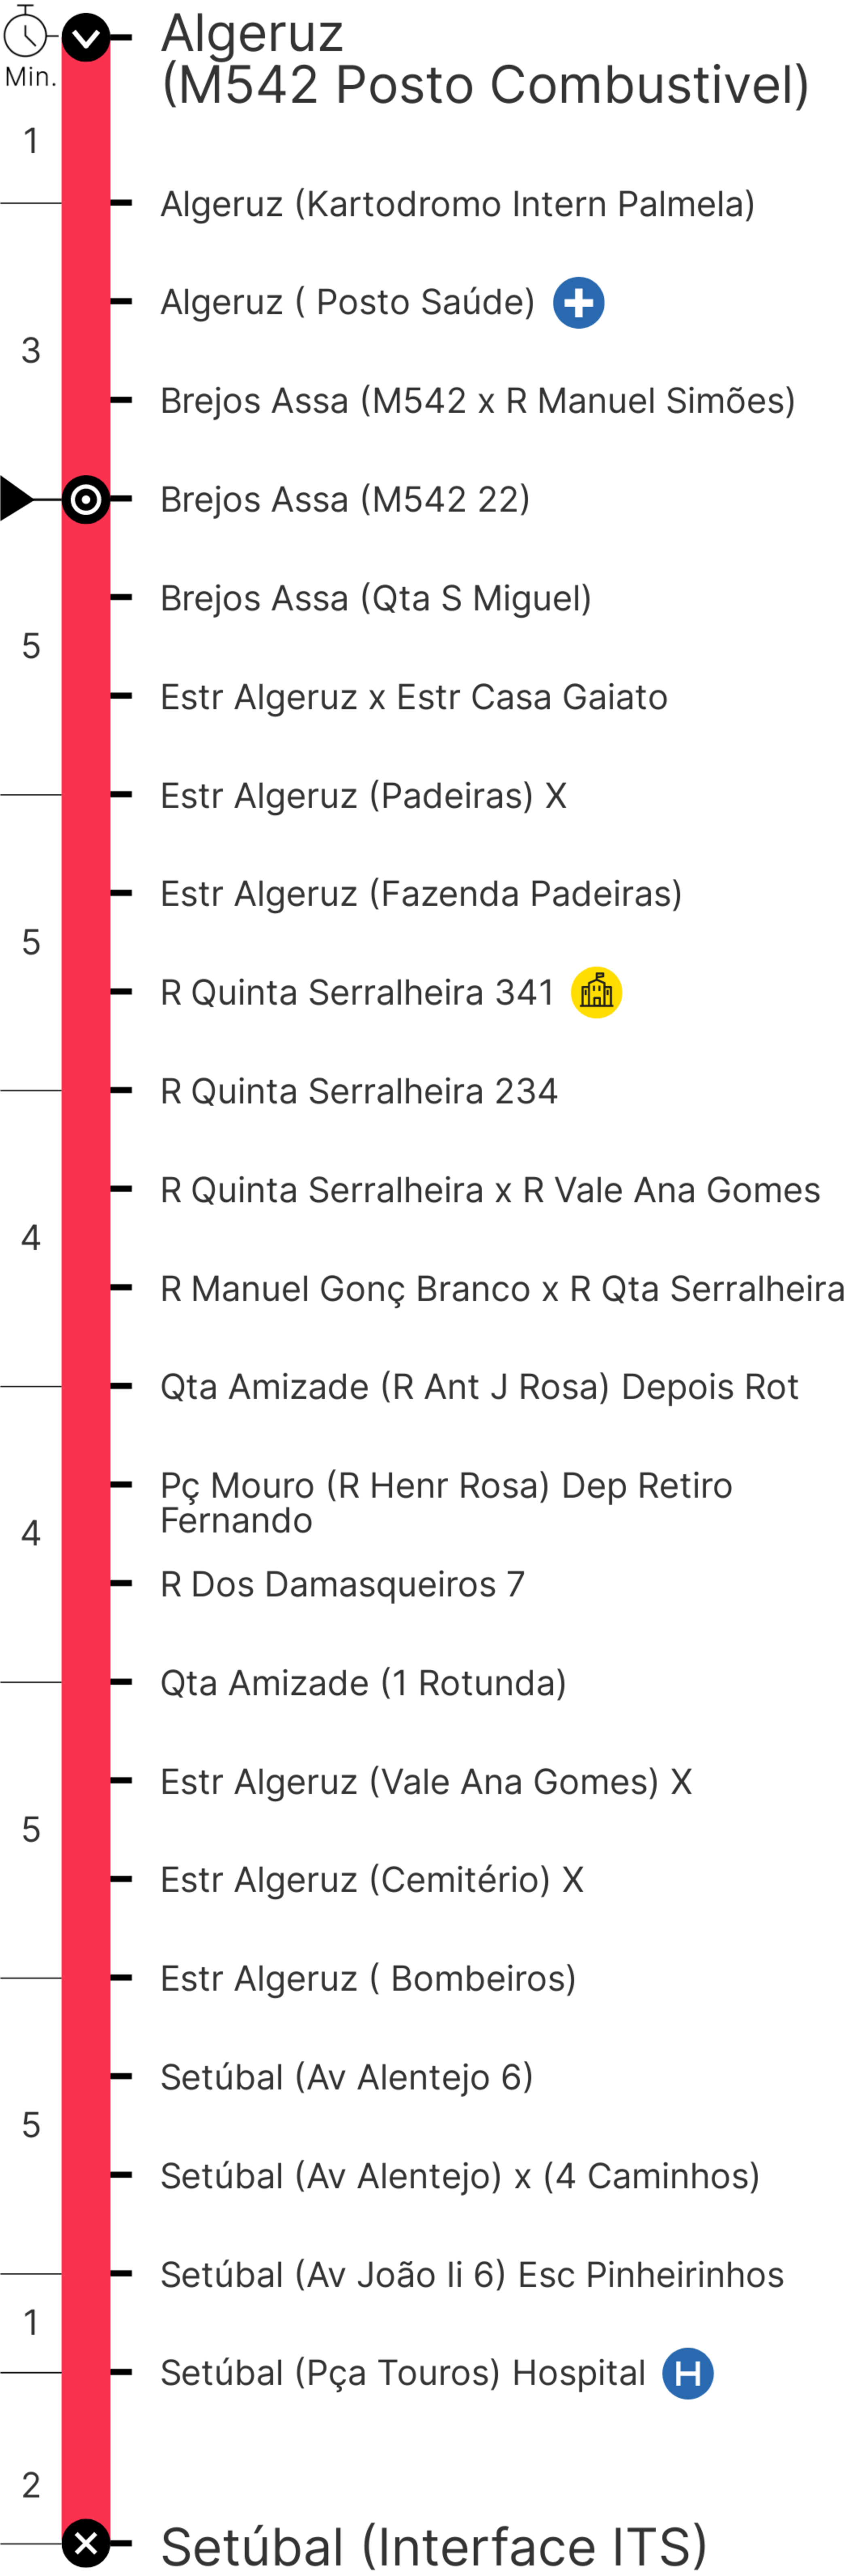 Algeruz
(M542 Posto Combustivel)
Min.
1
Algeruz (Kartodromo Intern Palmela)
Algeruz ( Posto Saúde)
3
Brejos Assa (M542 x R Manuel Simões)
Brejos Assa (M542 22)
Brejos Assa (Qta S Miguel)
5
Estr Algeruz x Estr Casa Gaiato
Estr Algeruz (Padeiras) X
Estr Algeruz (Fazenda Padeiras)
5
R Quinta Serralheira 341
R Quinta Serralheira 234
R Quinta Serralheira x R Vale Ana Gomes
4
R Manuel Gonç Branco x R Qta Serralheira
Qta Amizade (R Ant J Rosa) Depois Rot
Pç Mouro (R Henr Rosa) Dep Retiro
Fernando
4
R Dos Damasqueiros 7
Qta Amizade (1 Rotunda)
Estr Algeruz (Vale Ana Gomes) X
5
Estr Algeruz (Cemitério) X
Estr Algeruz ( Bombeiros)
Setúbal (Av Alentejo 6)
5
Setúbal (Av Alentejo) x (4 Caminhos)
Setúbal (Av João Ii 6) Esc Pinheirinhos
1
Setúbal (Pça Touros) Hospital H
2
Setúbal (Interface ITS)